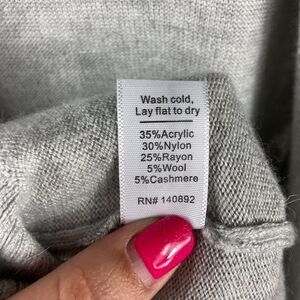 Wash cold,
Lay flat to dry
35%Acrylic
30%Nylon
25%Rayon
5%Wool
5%Cashmere
RN# 140892